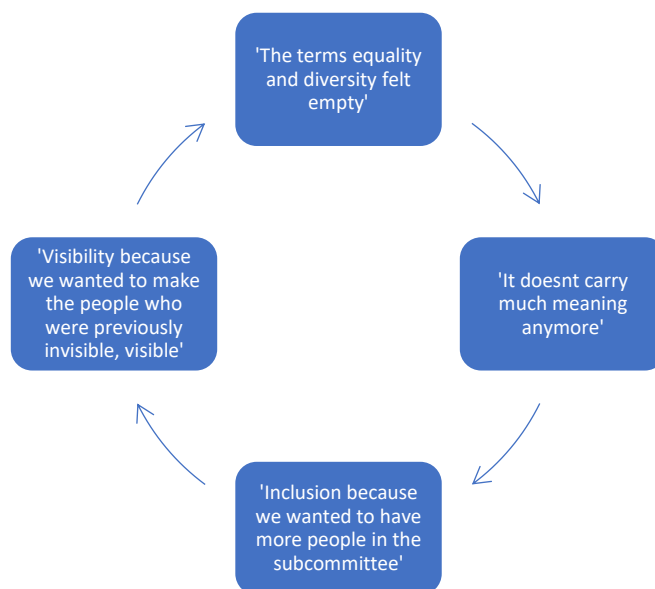 'The terms equality
and diversity felt
empty'
'It doesnt carry
much meaning
anymore'
'Inclusion because
we wanted to have
more people in the
subcommittee'
'Visibility because
we wanted to make
the people who
were previously
invisible, visible'